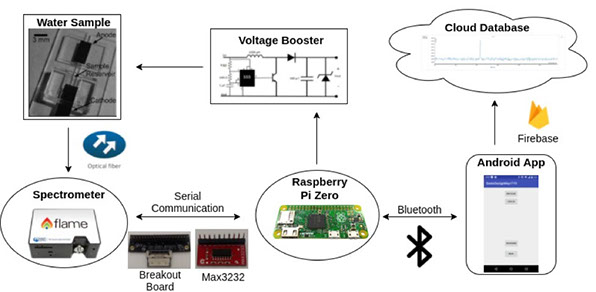 Water Sample
3 mm
Anode
Sample
Reservoir
Cathode
Voltage Booster
555
Cloud Database
Optical fiber
Firebase
Spectrometer
flame
Serial
Communication
Breakout
Board
Max3232
Raspberry
Pi Zero
Bluetooth
Android App